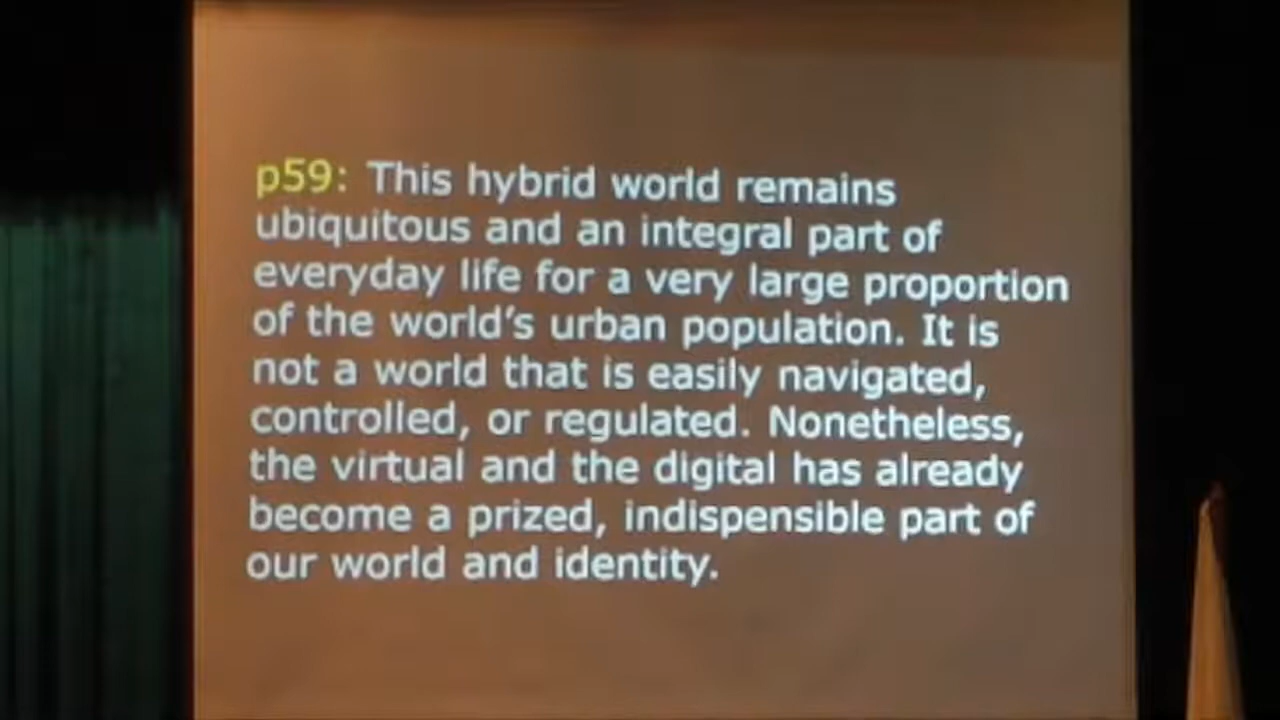 p59: This hybrid world remains
ubiquitous and an integral part of
everyday life for a very large proportion
of the world's urban population. It is
not a world that is easily navigated,
controlled, or regulated. Nonetheless,
the virtual and the digital has already
become a prized, indispensible part of
our world and identity.